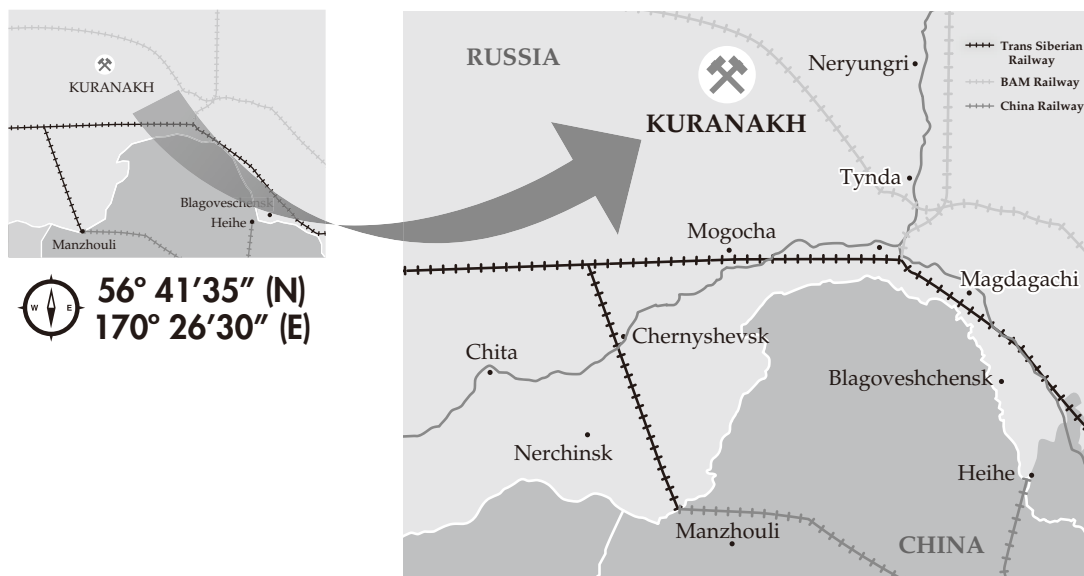 KURANAKH
Blagoveschensk
Heihe
Manzhouli
W E
56° 41’35” (N)
170° 26’30” (E)
RUSSIA
Neryungri
Trans Siberian
Railway
BAM Railway
China Railway
KURANAKH
Tynda
Mogocha
Magdagachi
Chernyshevsk
Chita
Blagoveshchensk
Nerchinsk
Heihe
Manzhouli
CHINA